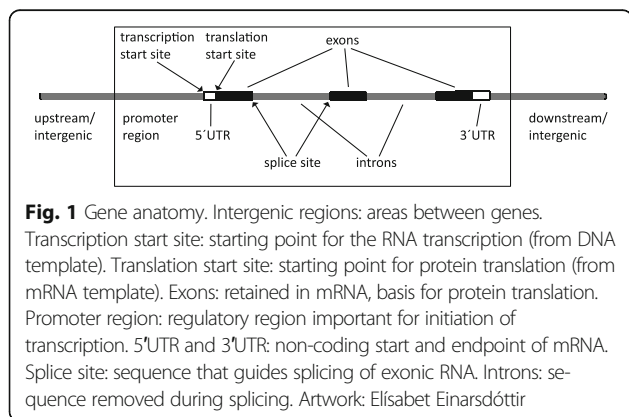 transcription
start site
translation
start site
exons
upstream/
intergenic
promoter
region
5´UTR
splice site
introns
3´UTR
downstream/
intergenic
Fig. 1 Gene anatomy. Intergenic regions: areas between genes.
Transcription start site: starting point for the RNA transcription (from DNA
template). Translation start site: starting point for protein translation (from
mRNA template). Exons: retained in mRNA, basis for protein translation.
Promoter region: regulatory region important for initiation of
transcription. 5′UTR and 3′UTR: non-coding start and endpoint of mRNA.
Splice site: sequence that guides splicing of exonic RNA. Introns: se-
quence removed during splicing. Artwork: Elísabet Einarsdóttir